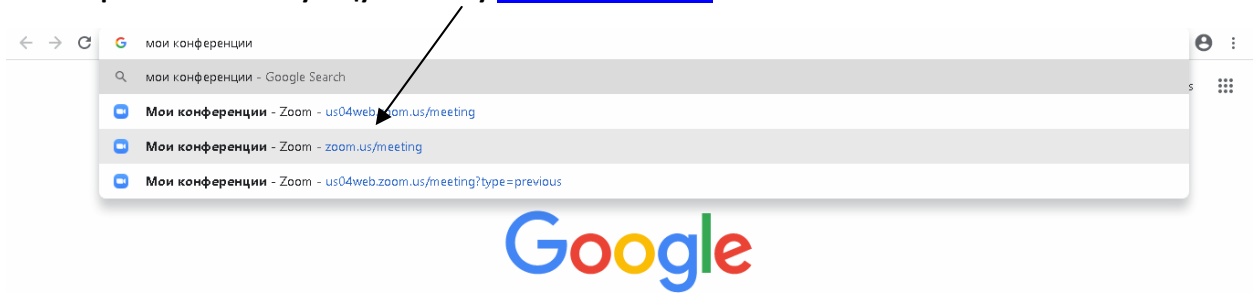 мои конференции
мои конференции - Google Search
Мои конференции - Zoom - us04web.zoom.us/meeting
s
Мои конференции - Zoom - zoom.us/meeting
Мои конференции - Zoom - us04web.zoom.us/meeting?type=previous
Google